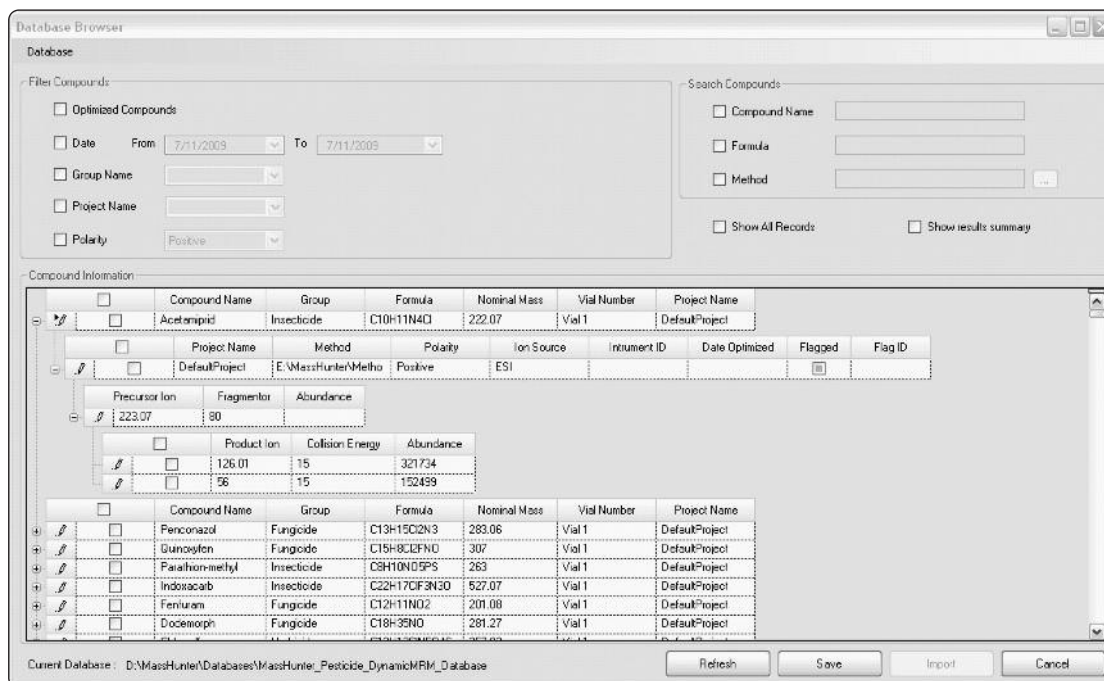 Database Browser
Database
Filter Compounds
Optimized Compounds
Date From 7/11/2009 To 7/11/2009
Group Name
Project Name
Polarity Positive
Search Compounds
Compound Name
Formula
Method ...
Show All Records Show results summary
Compound Information
Compound Name Group Formula Nominal Mass Vial Number Project Name
Acetamiprid Insecticide C10H11N4Cl 222.07 Vial 1 DefaultProject
Project Name Method Polarity Ion Source Intrument ID Date Optimized Flagged Flag ID
DefaultProject E:\MassHunter\Metho Positive ESI
Precursor Ion Fragmentor Abundance
223.07 80
Product Ion Collision Energy Abundance
126.01 15 321734
56 15 152499
Compound Name Group Formula Nominal Mass Vial Number Project Name
Penconazol Fungicide C13H15Cl2N3 283.06 Vial 1 DefaultProject
Quinoxyfen Fungicide C15H8Cl2FNO 307 Vial 1 DefaultProject
Parathion-methyl Insecticide C8H10NO5PS 263 Vial 1 DefaultProject
Indoxacarb Insecticide C22H17ClF3N3O 527.07 Vial 1 DefaultProject
Fenfuram Fungicide C12H11NO2 201.08 Vial 1 DefaultProject
Dodemorph Fungicide C18H35NO 281.27 Vial 1 DefaultProject
Current Database : D:\MassHunter\Databases\MassHunter_Pesticide_DynamicMRM_Database
Refresh Save Import Cancel